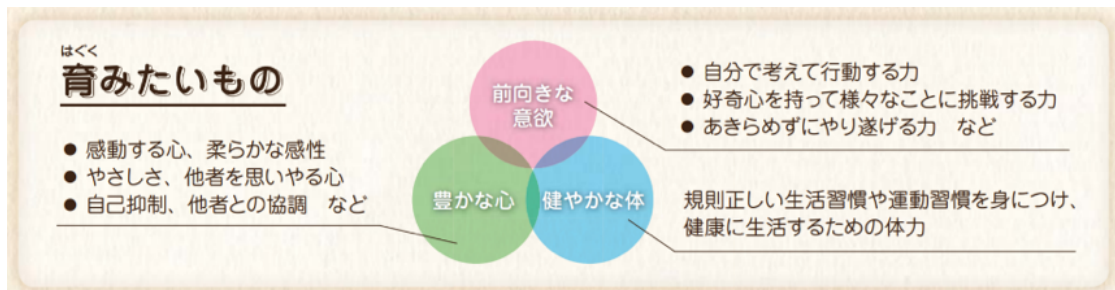 はぐく
育みたいもの
● 感動する心、柔らかな感性
● やさしさ、他者を思いやる心
● 自己抑制、他者との協調　など
前向きな
意欲
豊かな心
健やかな体
● 自分で考えて行動する力
● 好奇心を持って様々なことに挑戦する力
● あきらめずにやり遂げる力　など
規則正しい生活習慣や運動習慣を身につけ、
健康に生活するための体力